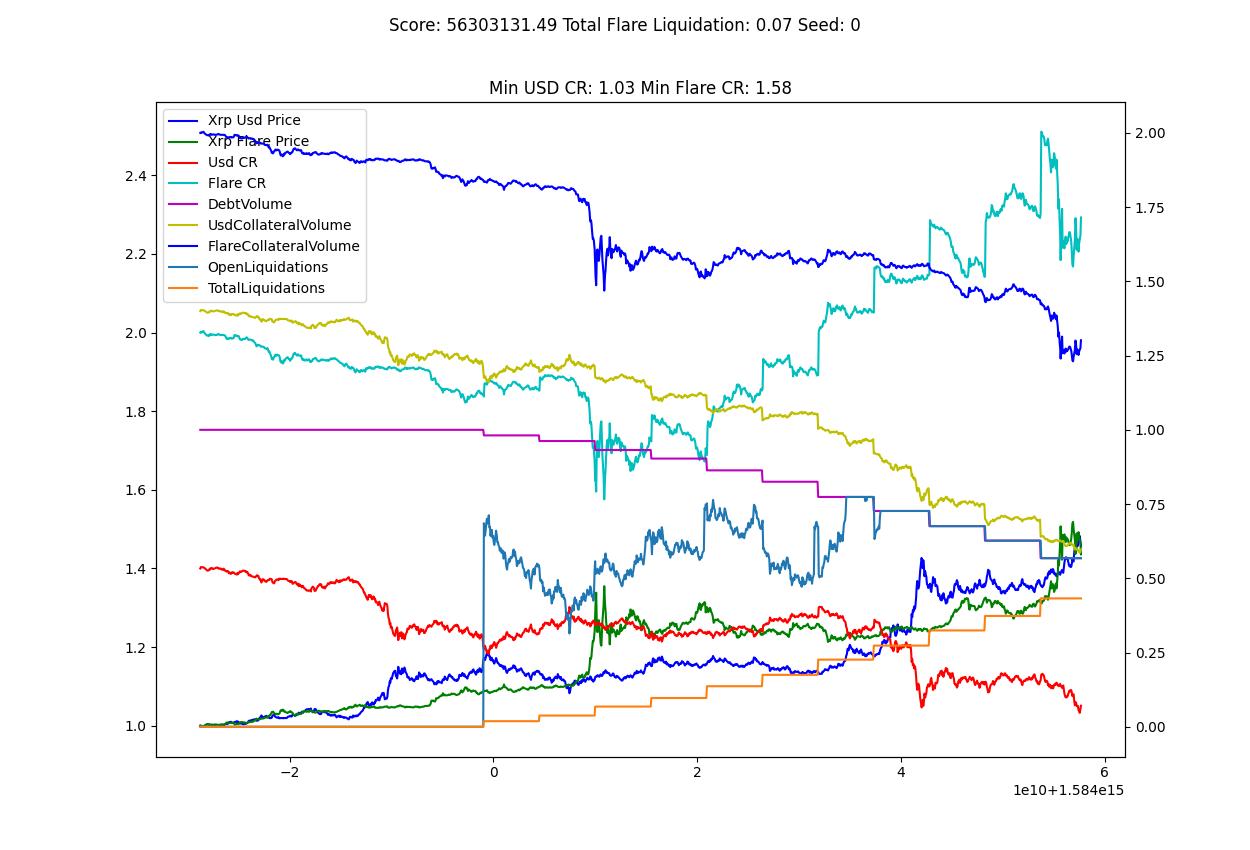 Score: 56303131.49 Total Flare Liquidation: 0.07 Seed: 0
Min USD CR: 1.03 Min Flare CR: 1.58
Xrp Usd Price
Xrp Flare Price
Usd CR
Flare CR
DebtVolume
UsdCollateralVolume
FlareCollateralVolume
OpenLiquidations
TotalLiquidations
2.4
2.2
2.0
1.8
1.6
1.4
1.2
1.0
2.00
1.75
1.50
1.25
1.00
0.75
0.50
0.25
0.00
−2 0 2 4 6
1e10+1.584e15